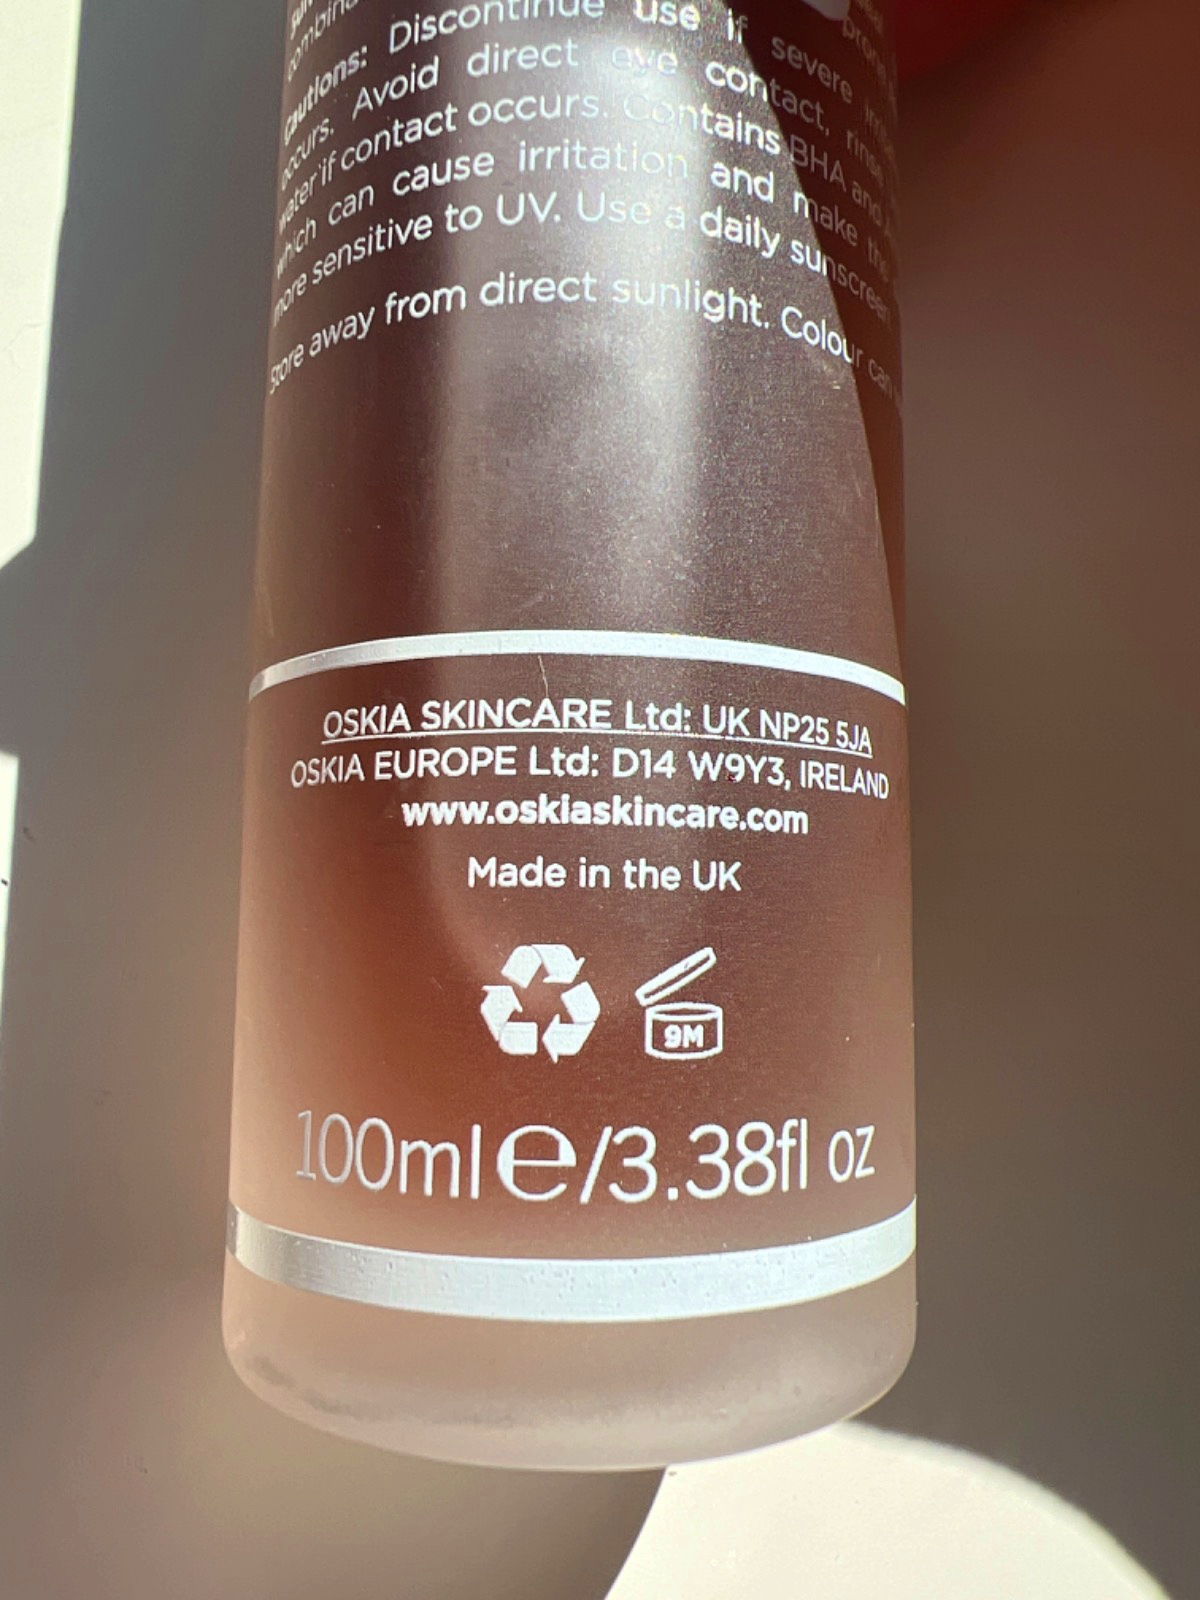 Cautions: Discontinue use if severe
occurs. Avoid direct eye contact, rinse
water if contact occurs. Contains BHA and
which can cause irritation and make the
more sensitive to UV. Use a daily sunscreen
Store away from direct sunlight. Colour can
OSKIA SKINCARE Ltd: UK NP25 5JA
OSKIA EUROPE Ltd: D14 W9Y3, IRELAND
www.oskiaskincare.com
Made in the UK
9M
100ml e/3.38fl oz